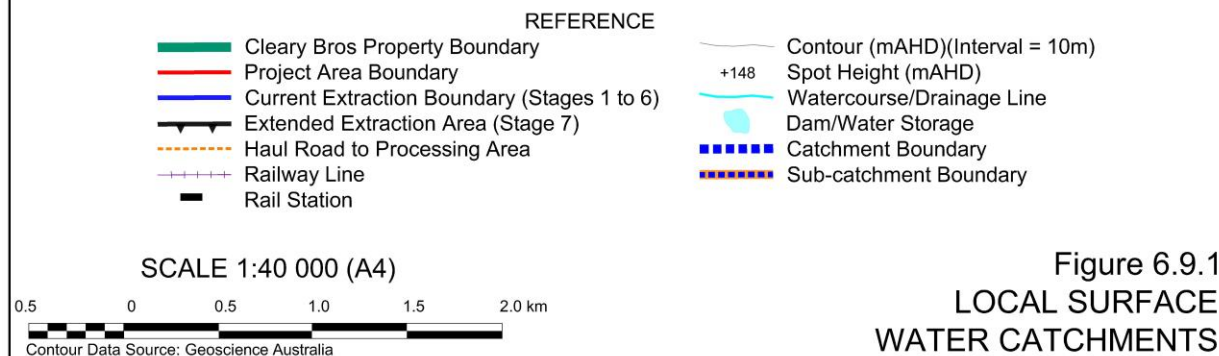 REFERENCE
Cleary Bros Property Boundary
Project Area Boundary
Current Extraction Boundary (Stages 1 to 6)
Extended Extraction Area (Stage 7)
Haul Road to Processing Area
Railway Line
Rail Station
Contour (mAHD)(Interval = 10m)
+148 Spot Height (mAHD)
Watercourse/Drainage Line
Dam/Water Storage
Catchment Boundary
Sub-catchment Boundary
SCALE 1:40 000 (A4)
0.5 0 0.5 1.0 1.5 2.0 km
Contour Data Source: Geoscience Australia
Figure 6.9.1
LOCAL SURFACE
WATER CATCHMENTS